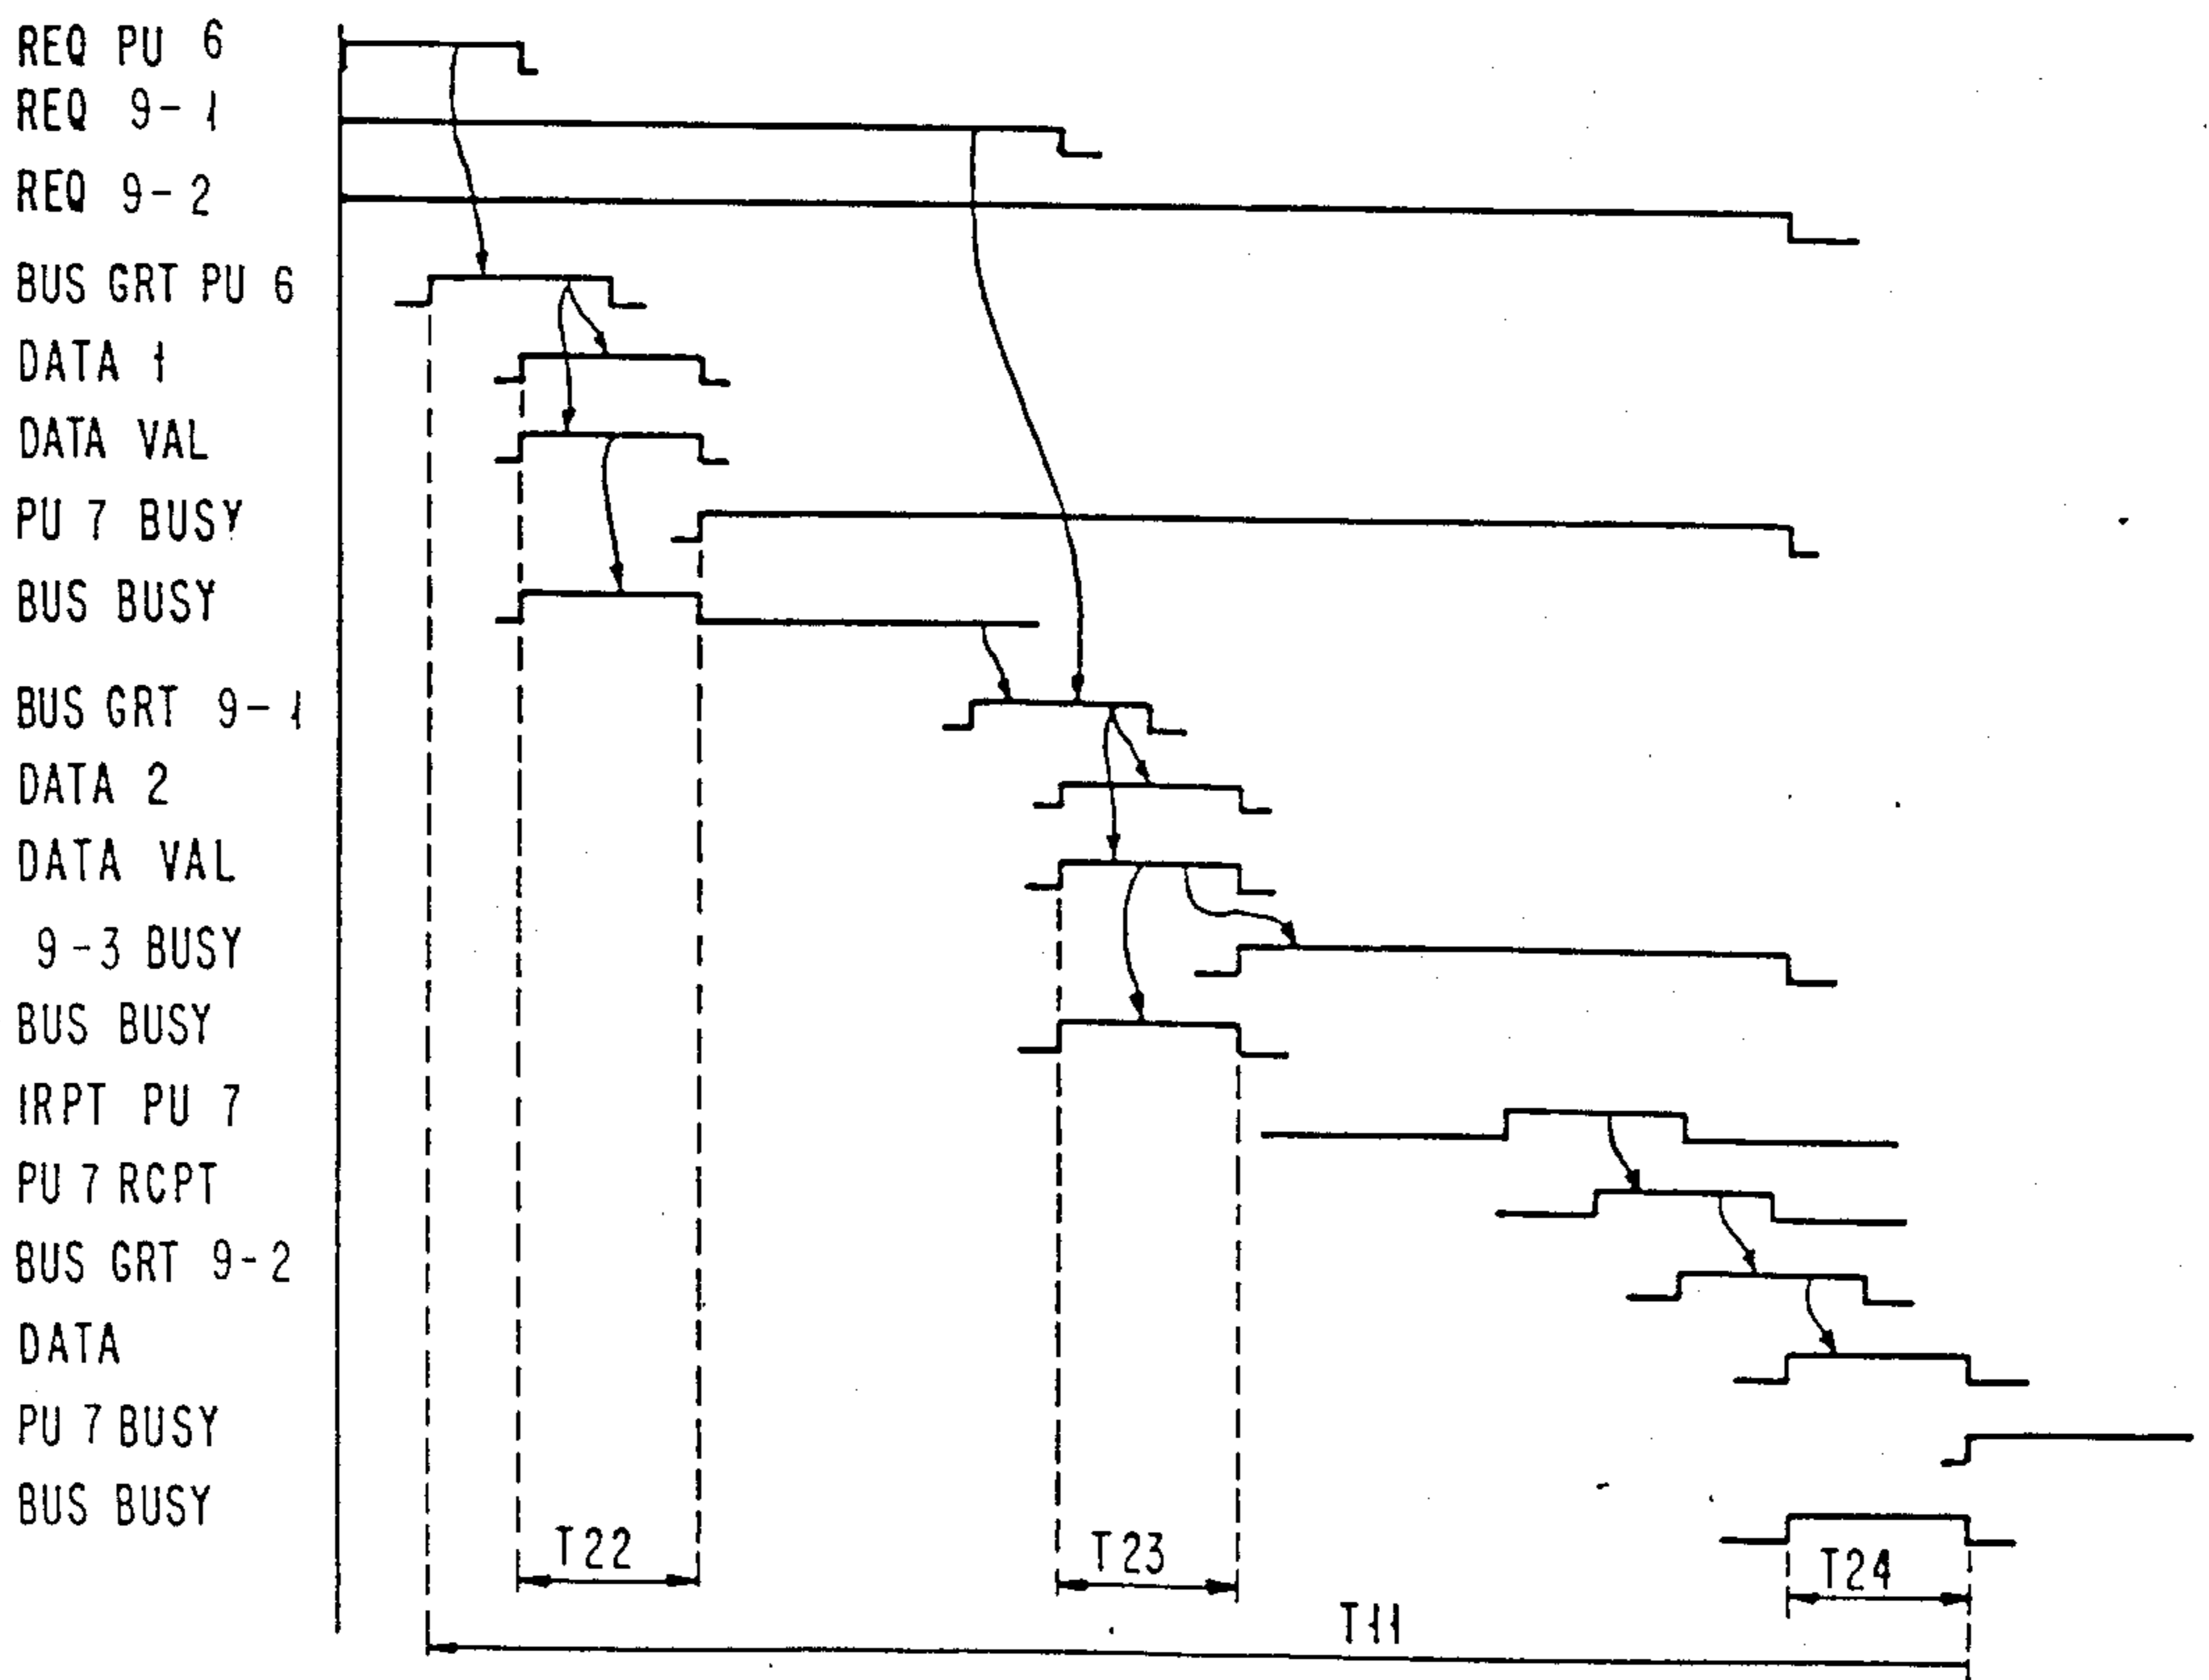 REQ PU 6
REQ 9-1
REQ 9-2
BUS GRT PU 6
DATA 1
DATA VAL
PU 7 BUSY
BUS BUSY
BUS GRT 9-1
DATA 2
DATA VAL
9-3 BUSY
BUS BUSY
IRPT PU 7
PU 7 RCPT
BUS GRT 9-2
DATA
PU 7 BUSY
BUS BUSY
T22
T23
T24
T11